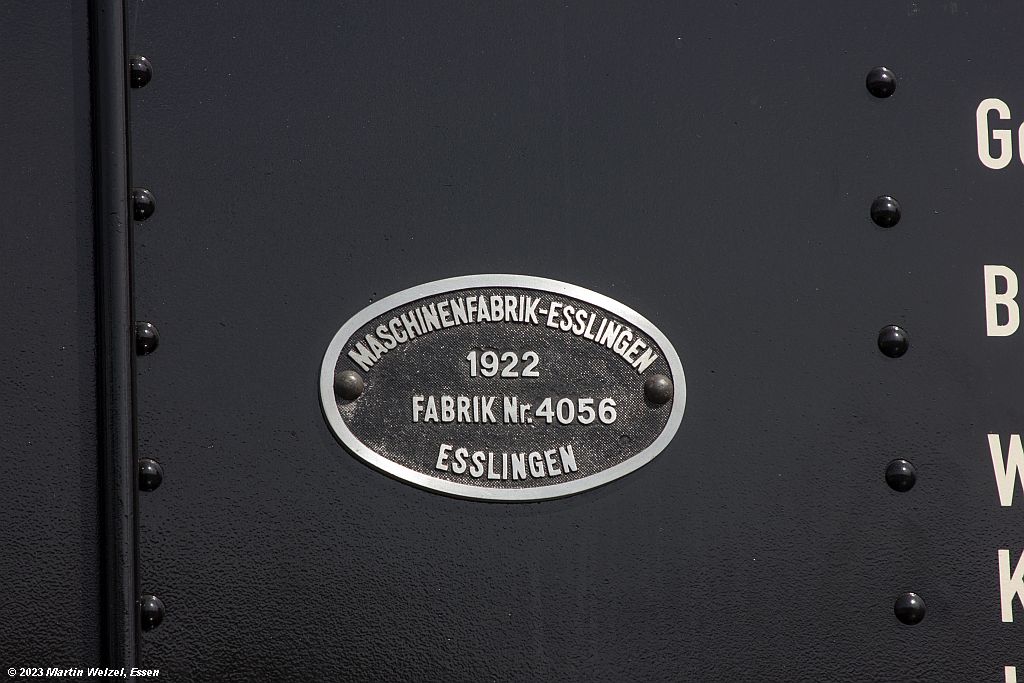 MASCHINENFABRIK-ESSLINGEN
1922
FABRIK Nr. 4056
ESSLINGEN
G
B
W
K
© 2023 Martin Welzel, Essen